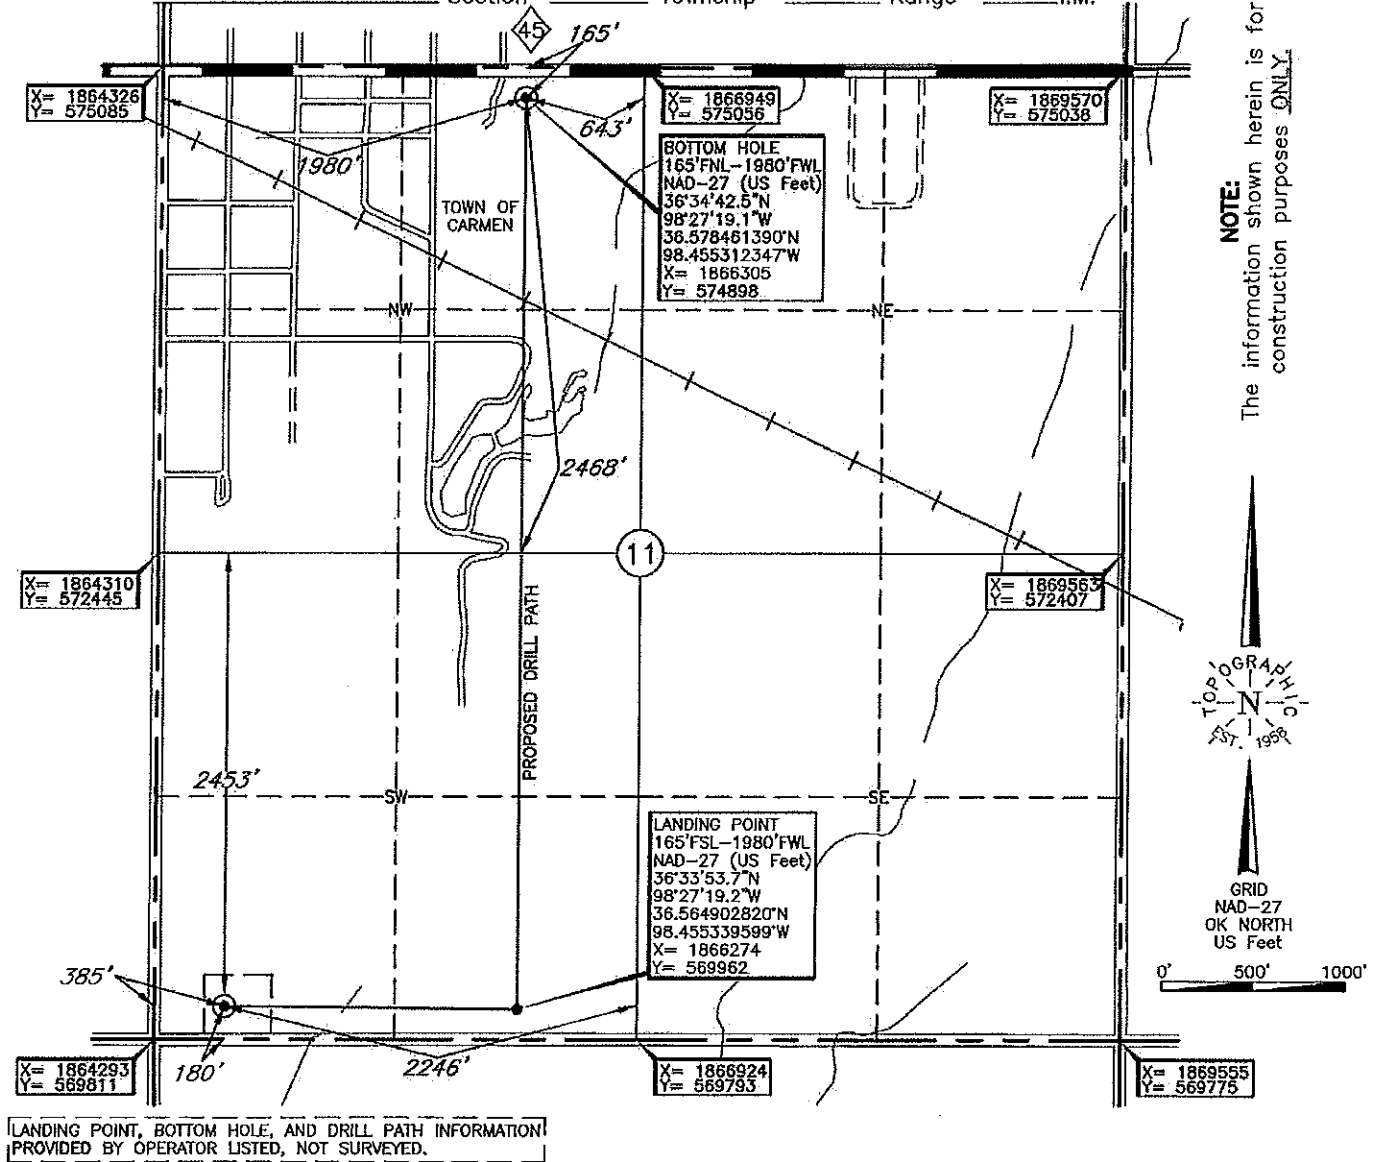 Section Township Range I.M.
45
165'
X= 1864326
Y= 575085
X= 1866949
Y= 575056
X= 1869570
Y= 575038
643'
1980'
BOTTOM HOLE
165'FNL-1980'FWL
NAD-27 (US Feet)
36°34'42.5"N
98°27'19.1"W
36.578461390°N
98.455312347°W
X= 1866305
Y= 574898
TOWN OF
CARMEN
NW
NE
2468'
11
X= 1864310
Y= 572445
X= 1869563
Y= 572407
PROPOSED DRILL PATH
2453'
SW
SE
LANDING POINT
165'FSL-1980'FWL
NAD-27 (US Feet)
36°33'53.7"N
98°27'19.2"W
36.564902820°N
98.455339599°W
X= 1866274
Y= 569962
385'
180'
2246'
X= 1864293
Y= 569811
X= 1866924
Y= 569793
X= 1869555
Y= 569775
LANDING POINT, BOTTOM HOLE, AND DRILL PATH INFORMATION
PROVIDED BY OPERATOR LISTED, NOT SURVEYED.
NOTE:
The information shown herein is for
construction purposes ONLY.
TOPOGRAPHIC
N
EST. 1958
GRID
NAD-27
OK NORTH
US Feet
0' 500' 1000'